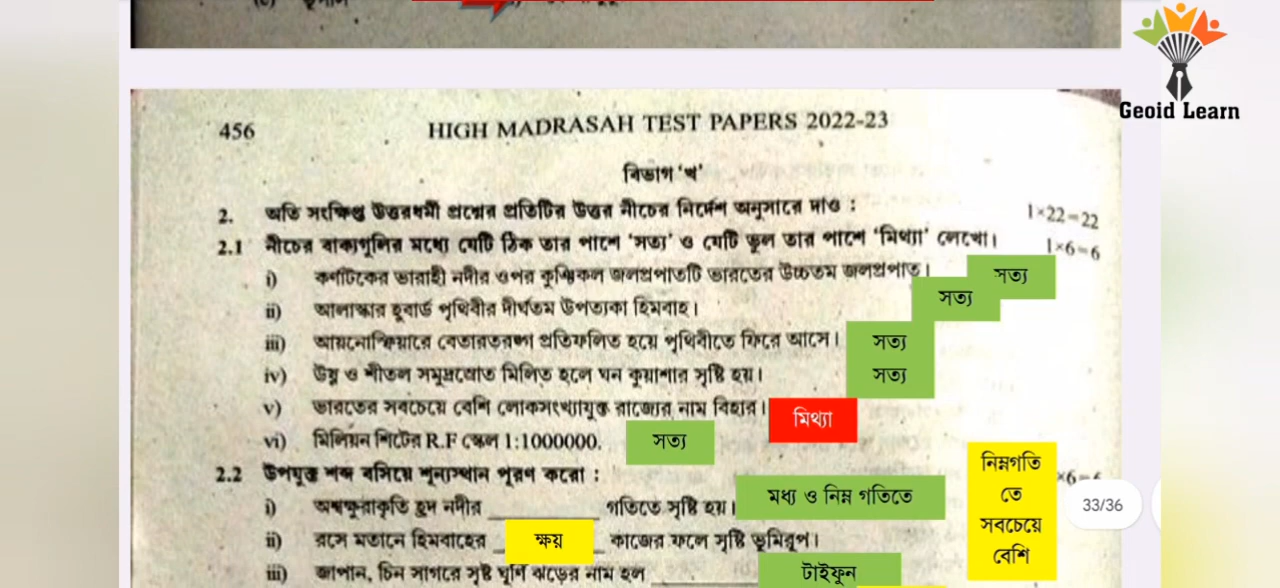 Geoid Learn
456 HIGH MADRASAH TEST PAPERS 2022-23
বিভাগ 'খ'
2. অতি সংক্ষিপ্ত উত্তরধর্মী প্রশ্নের প্রতিটির উত্তর নীচের নির্দেশ অনুসারে দাও : 1×22=22
2.1 নীচের বাক্যগুলির মধ্যে যেটি ঠিক তার পাশে 'সত্য' ও যেটি ভুল তার পাশে 'মিথ্যা' লেখো। 1×6=6
i) কর্ণাটকের ভারাহী নদীর ওপর কুঞ্চিকল জলপ্রপাতটি ভারতের উচ্চতম জলপ্রপাত। সত্য
ii) আলাস্কার হুবার্ড পৃথিবীর দীর্ঘতম উপত্যকা হিমবাহ। সত্য
iii) আয়নোস্ফিয়ারে বেতারতরঙ্গ প্রতিফলিত হয়ে পৃথিবীতে ফিরে আসে। সত্য
iv) উষ্ণ ও শীতল সমুদ্রস্রোত মিলিত হলে ঘন কুয়াশার সৃষ্টি হয়। সত্য
v) ভারতের সবচেয়ে বেশি লোকসংখ্যাযুক্ত রাজ্যের নাম বিহার। মিথ্যা
vi) মিলিয়ন শিটের R.F স্কেল 1:1000000. সত্য
2.2 উপযুক্ত শব্দ বসিয়ে শূন্যস্থান পূরণ করো : ×6=6
i) অশ্বক্ষুরাকৃতি হ্রদ নদীর ________ গতিতে সৃষ্টি হয়। মধ্য ও নিম্ন গতিতে
নিম্নগতি
তে
সবচেয়ে
বেশি
33/36
ii) রসে মতানে হিমবাহের ক্ষয় কাজের ফলে সৃষ্ট ভূমিরূপ।
iii) জাপান, চিন সাগরে সৃষ্ট ঘূর্ণি ঝড়ের নাম হল ________ টাইফুন